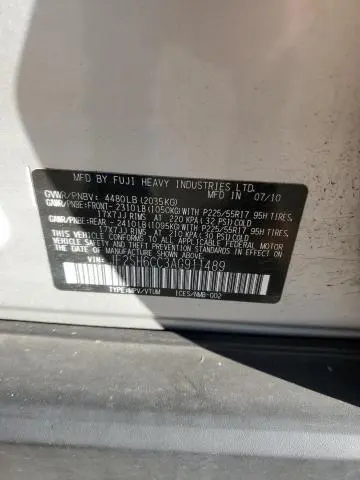 MFD BY FUJI HEAVY INDUSTRIES LTD.
GVWR/PNBV: 4480LB(2035KG) MFD IN 07/10
GAWR/PNBE:FRONT-2310LB(1050KG)WITH P225/55R17 95H TIRES,
17X7JJ RIMS AT 220 KPA(32 PSI)COLD
GAWR/PNBE:REAR -2410LB(1095KG)WITH P225/55R17 95H TIRES,
17X7JJ RIMS AT 210 KPA(30 PSI)COLD
THIS VEHICLE CONFORMS TO ALL APPLICABLE FEDERAL MOTOR
VEHICLE SAFETY AND BUMPER STANDARDS IN EFFECT ON THE
DATE OF MANUFACTURE SHOWN ABOVE.
VIN:
TYPE:MPV/VTUM ICES/NMB-002